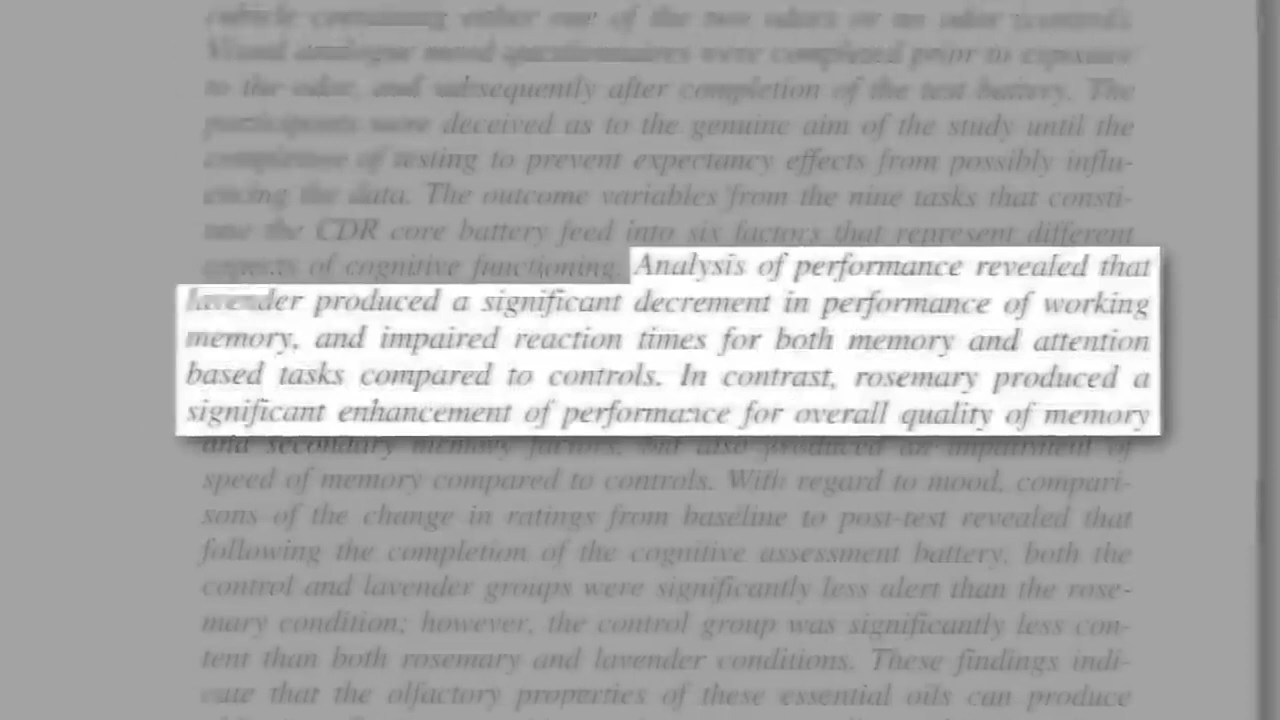 cubicle containing either one of the two odors or no odor (control).
Visual analogue mood questionnaires were completed prior to exposure
to the odor, and subsequently after completion of the test battery. The
participants were deceived as to the genuine aim of the study until the
completion of testing to prevent expectancy effects from possibly influ-
encing the data. The outcome variables from the nine tasks that consti-
tute the CDR core battery feed into six factors that represent different
aspects of cognitive functioning. Analysis of performance revealed that
lavender produced a significant decrement in performance of working
memory, and impaired reaction times for both memory and attention
based tasks compared to controls. In contrast, rosemary produced a
significant enhancement of performance for overall quality of memory
and secondary memory factors, but also produced an impairment of
speed of memory compared to controls. With regard to mood, compari-
sons of the change in ratings from baseline to post-test revealed that
following the completion of the cognitive assessment battery, both the
control and lavender groups were significantly less alert than the rose-
mary condition; however, the control group was significantly less con-
tent than both rosemary and lavender conditions. These findings indi-
cate that the olfactory properties of these essential oils can produce